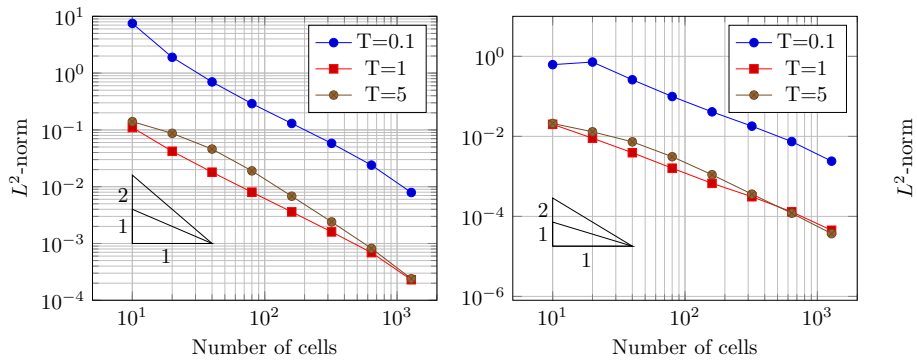 10^1
10^0
10^{-1}
10^{-2}
10^{-3}
10^{-4}
L^2-norm
T=0.1
T=1
T=5
2
1
1
10^1
10^2
10^3
Number of cells
10^0
10^{-2}
10^{-4}
10^{-6}
L^2-norm
T=0.1
T=1
T=5
2
1
1
10^1
10^2
10^3
Number of cells
L^2-norm